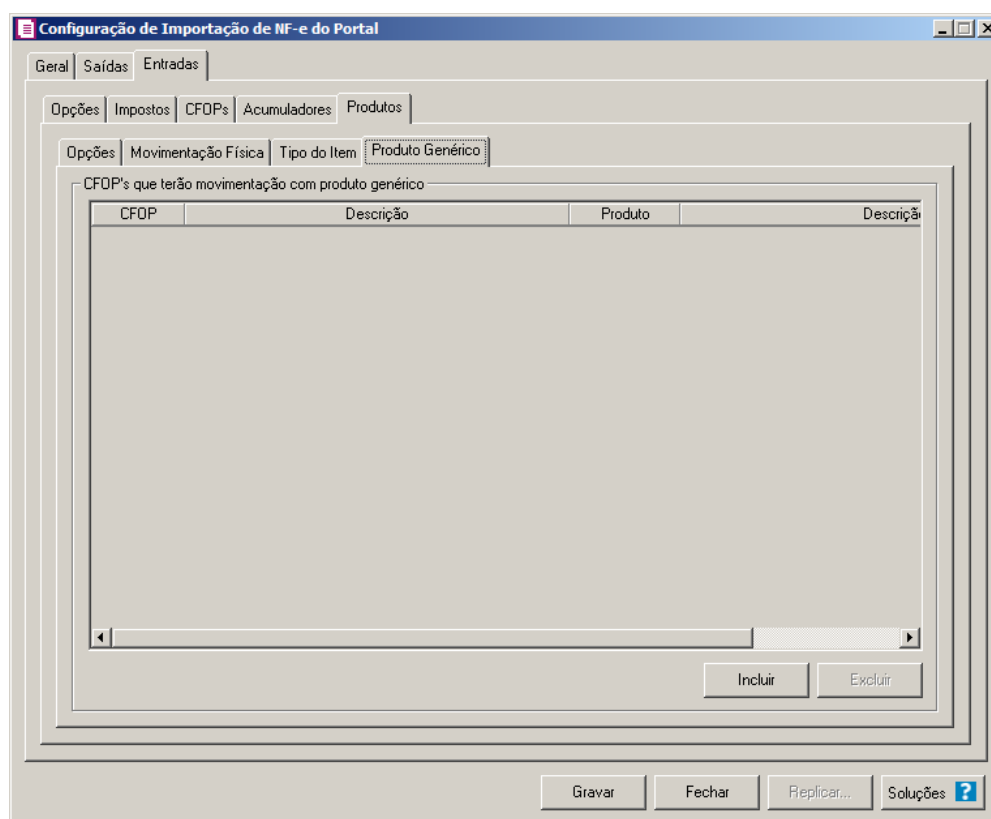 Configuração de Importação de NF-e do Portal
Geral Saídas Entradas
Opções Impostos CFOPs Acumuladores Produtos
Opções Movimentação Física Tipo do Item Produto Genérico
CFOP's que terão movimentação com produto genérico
CFOP Descrição Produto Descriçã
Incluir Excluir
Gravar Fechar Replicar... Soluções ?